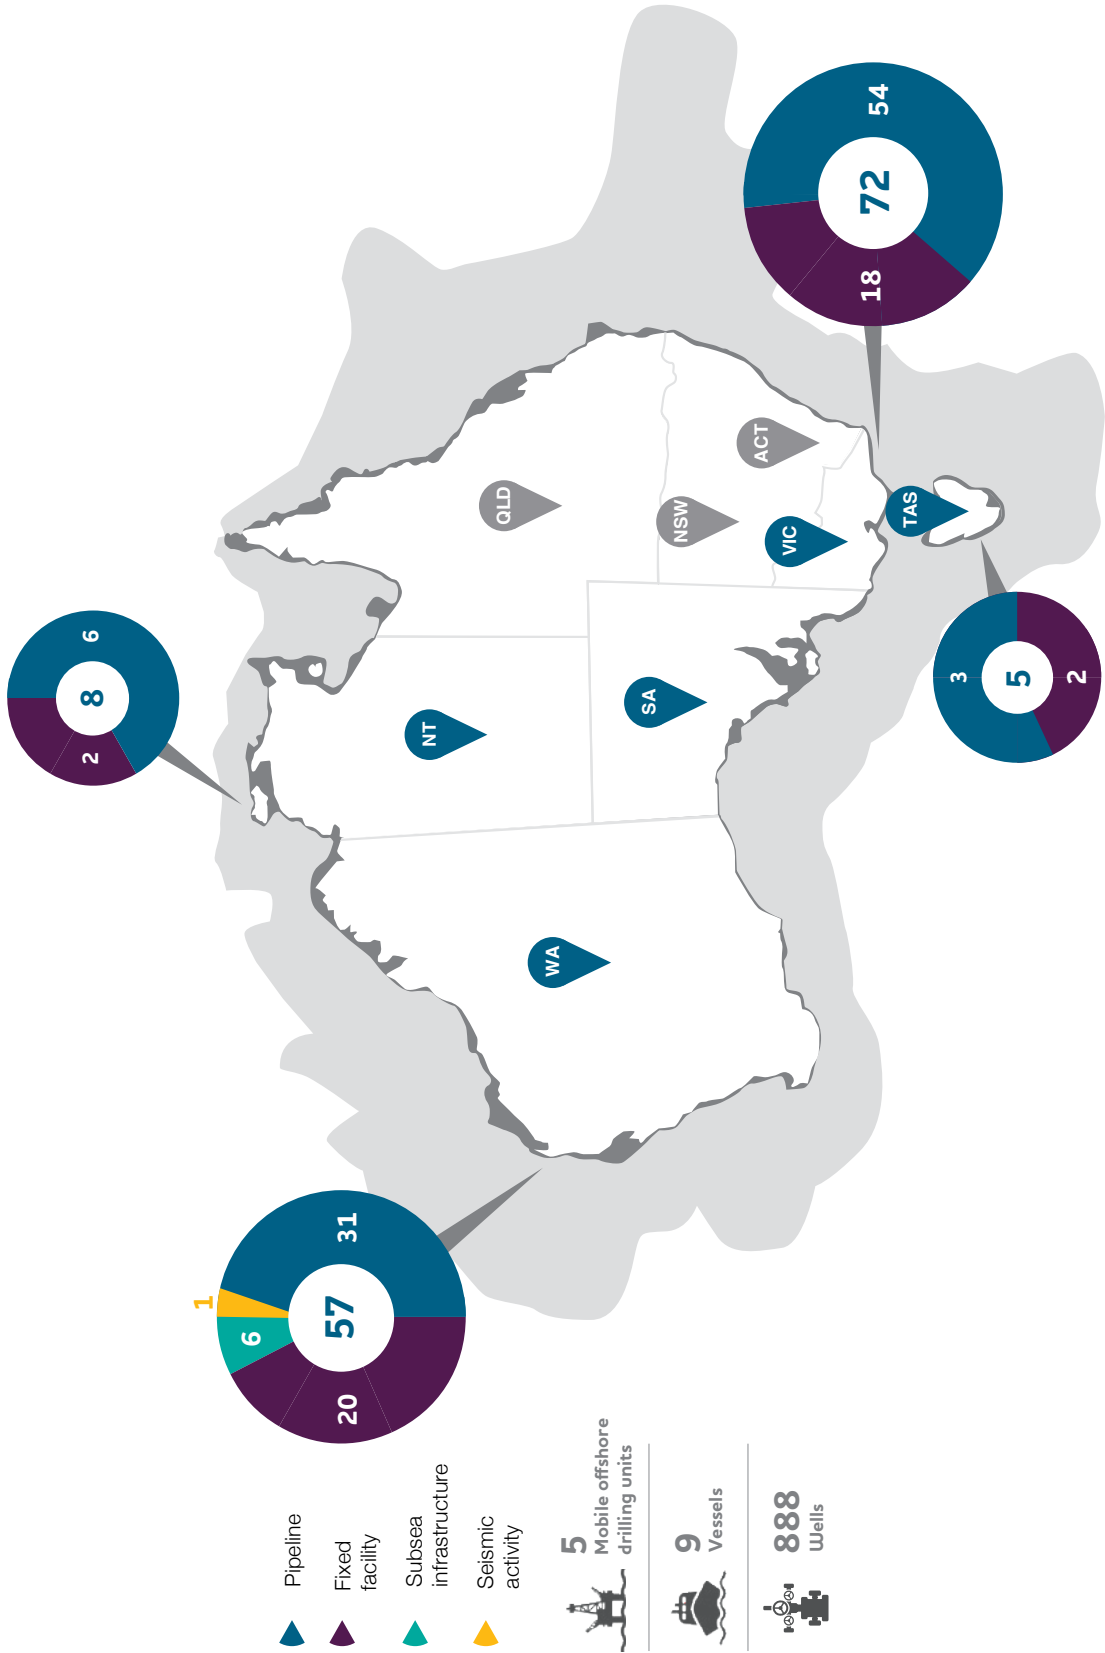 Pipeline
Fixed
facility
Subsea
infrastructure
Seismic
activity
5
Mobile offshore
drilling units
9
Vessels
888
Wells
1
6
20
57
31
2
8
6
NT
QLD
WA
SA
NSW
ACT
VIC
TAS
18
72
54
3
5
2